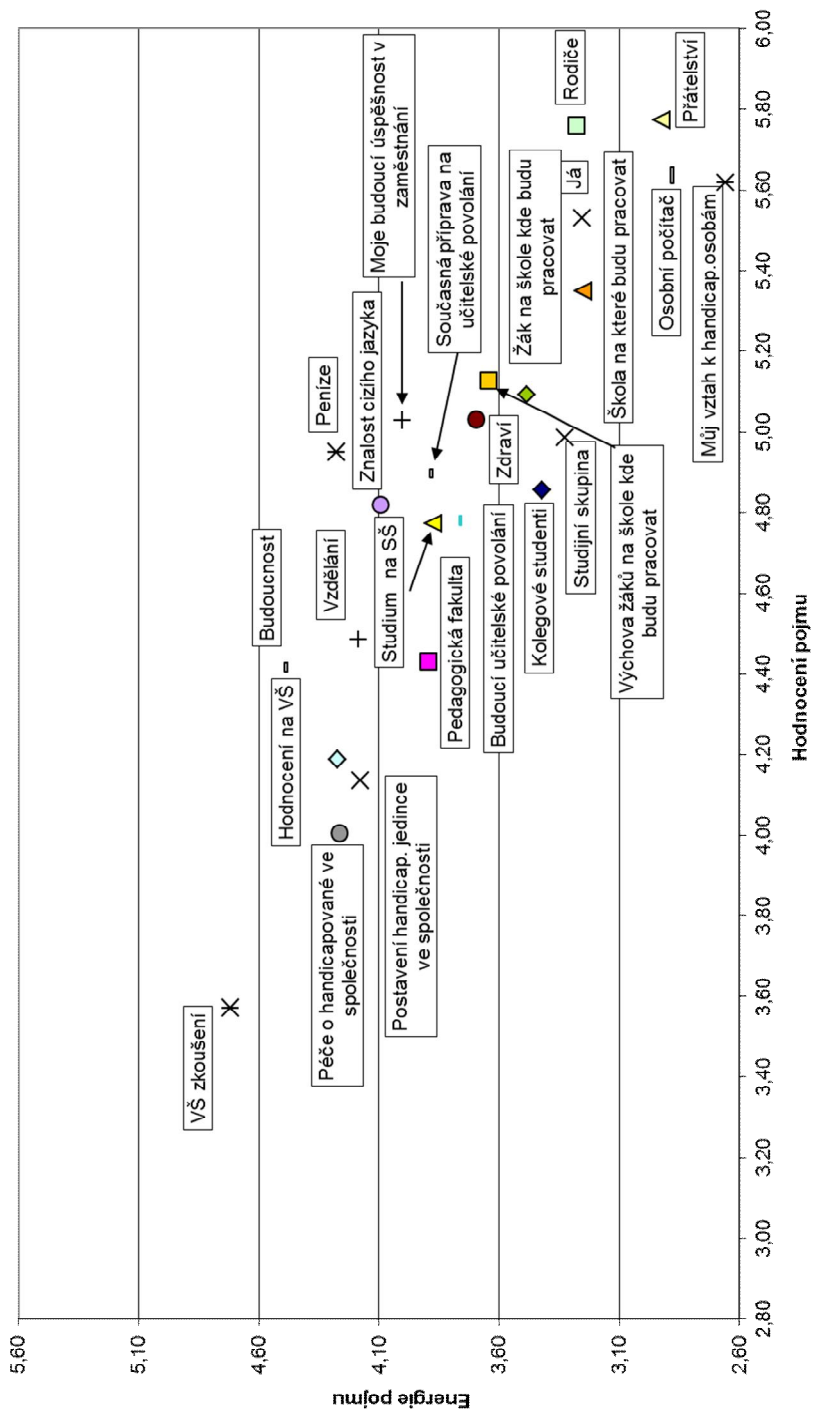 5,60
5,10
4,60
4,10
3,60
3,10
2,60
Energie pojmu
2,80
3,00
3,20
3,40
3,60
3,80
4,00
4,20
4,40
4,60
4,80
5,00
5,20
5,40
5,60
5,80
6,00
Hodnocení pojmu
VŠ zkoušení
Péče o handicapované ve
společnosti
Postavení handicap. jedince
ve společnosti
Hodnocení na VŠ
Budoucnost
Vzdělání
Studium na SŠ
Pedagogická fakulta
Budoucí učitelské povolání
Peníze
Znalost cizího jazyka
Moje budoucí úspěšnost v
zaměstnání
Současná příprava na
učitelské povolání
Zdraví
Kolegové studenti
Studijní skupina
Výchova žáků na škole kde
budu pracovat
Žák na škole kde budu
pracovat
Já
Škola na které budu pracovat
Rodiče
Přátelství
Osobní počítač
Můj vztah k handicap.osobám